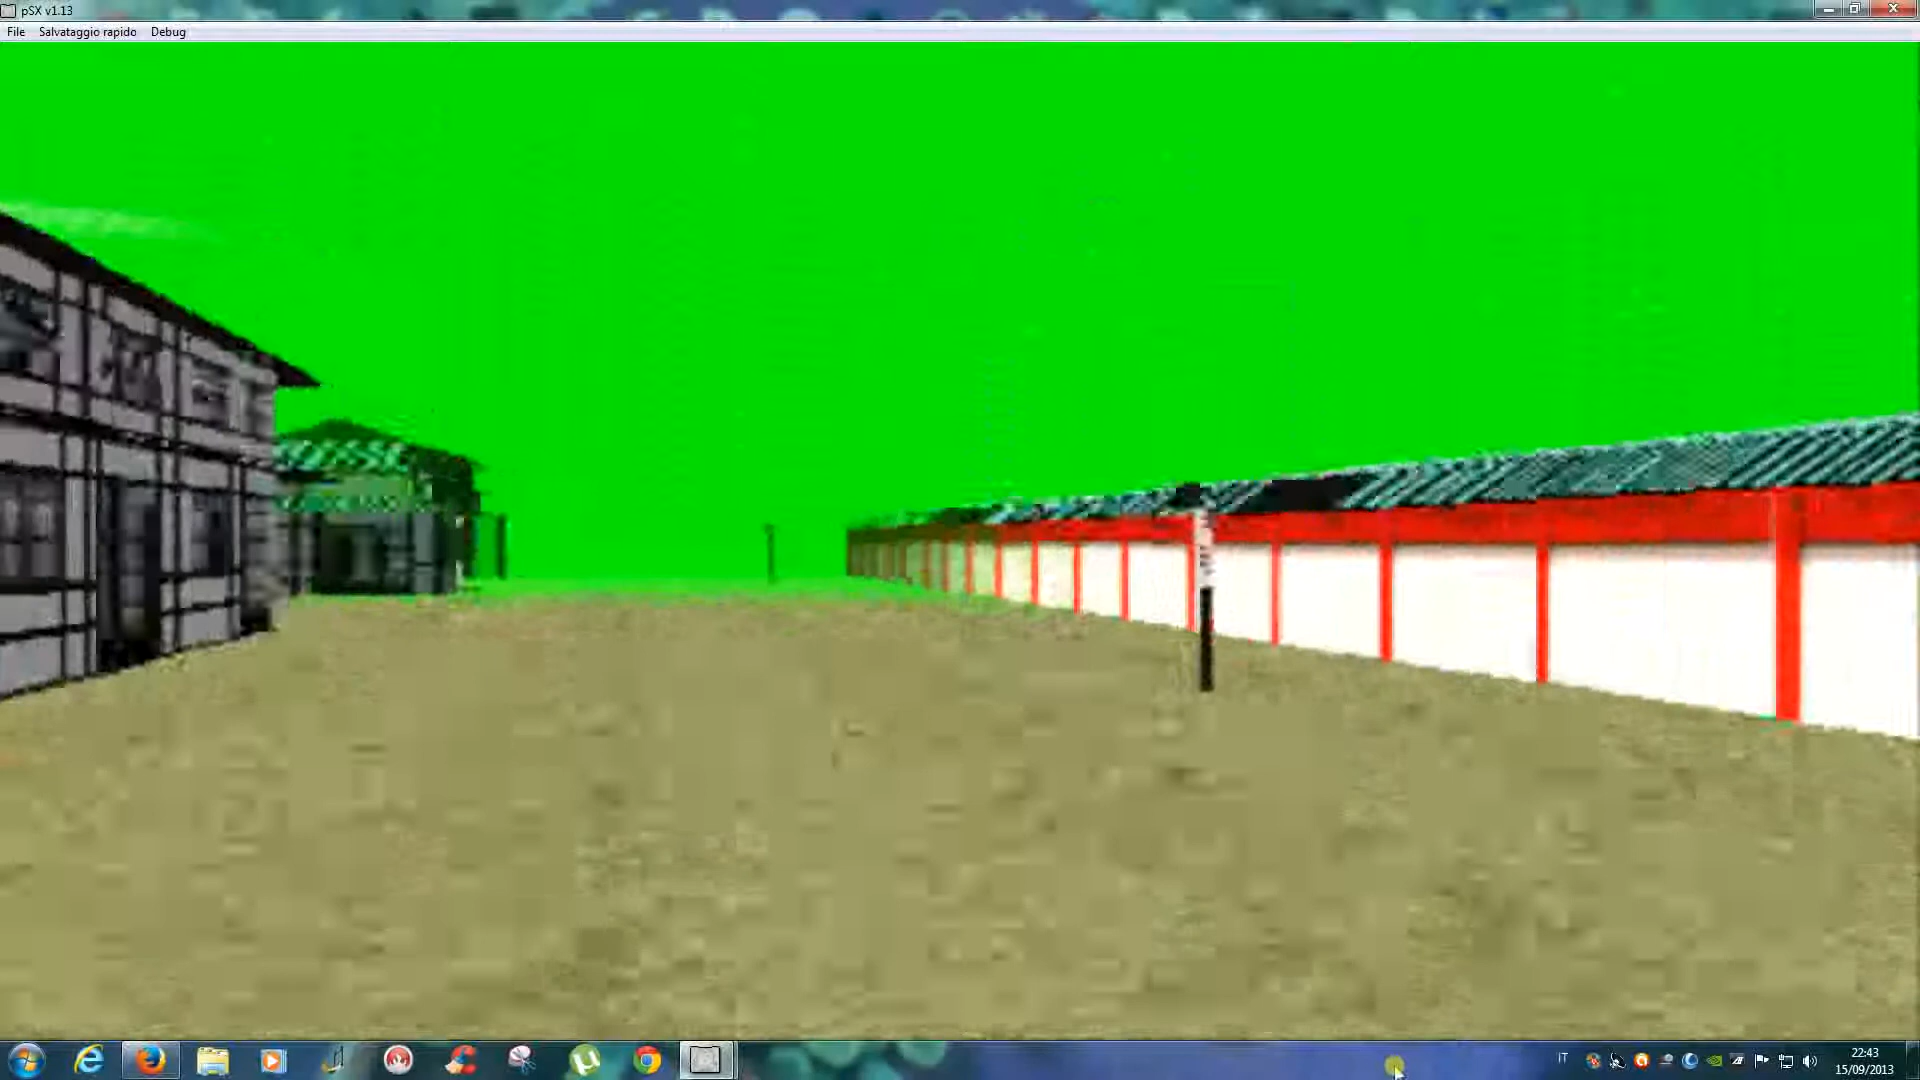 pSX v1.13
File Salvataggio rapido Debug
IT
22:43
15/09/2013